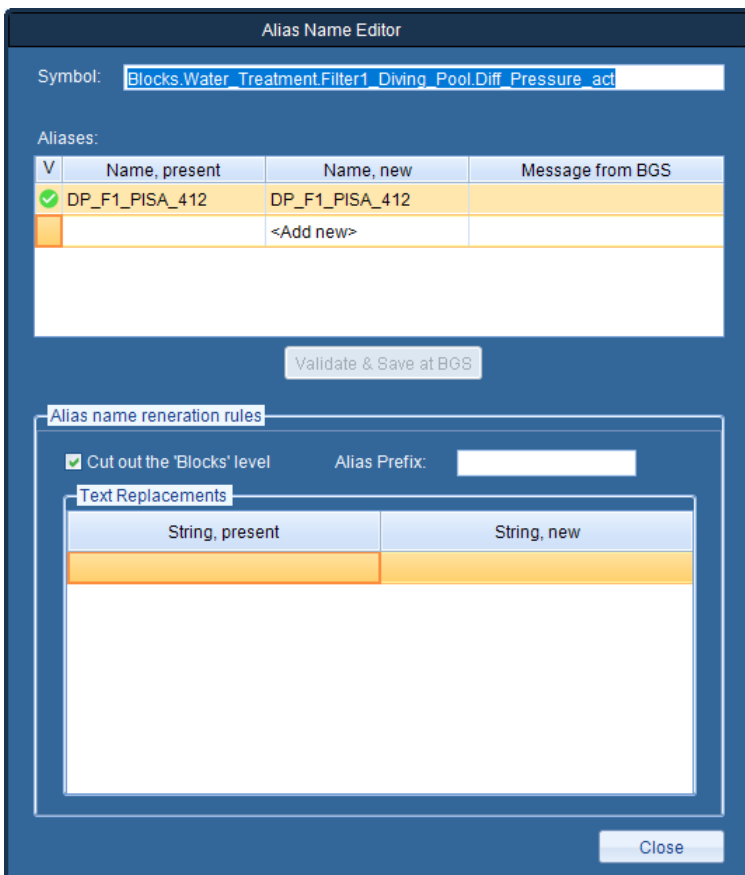 Alias Name Editor
Symbol: Blocks.Water_Treatment.Filter1_Diving_Pool.Diff_Pressure_act
Aliases:
V Name, present Name, new Message from BGS
DP_F1_PISA_412 DP_F1_PISA_412
<Add new>
Validate & Save at BGS
Alias name reneration rules
Cut out the 'Blocks' level Alias Prefix:
Text Replacements
String, present String, new
Close